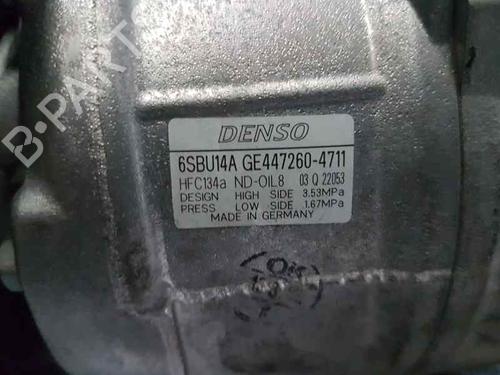 B-PARTS
DENSO
6SBU14A GE447260-4711
HFC134a ND-OIL8 03 Q 22053
DESIGN HIGH SIDE 3.53MPa
PRESS LOW SIDE 1.67MPa
MADE IN GERMANY